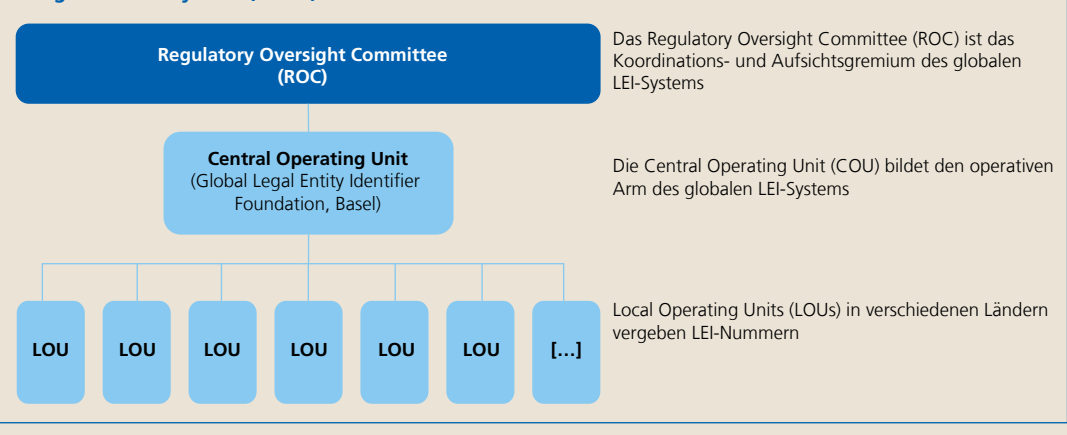 Regulatory Oversight Committee
(ROC)
Das Regulatory Oversight Committee (ROC) ist das
Koordinations- und Aufsichtsgremium des globalen
LEI-Systems
Central Operating Unit
(Global Legal Entity Identifier
Foundation, Basel)
Die Central Operating Unit (COU) bildet den operativen
Arm des globalen LEI-Systems
LOU LOU LOU LOU LOU LOU […]
Local Operating Units (LOUs) in verschiedenen Ländern
vergeben LEI-Nummern